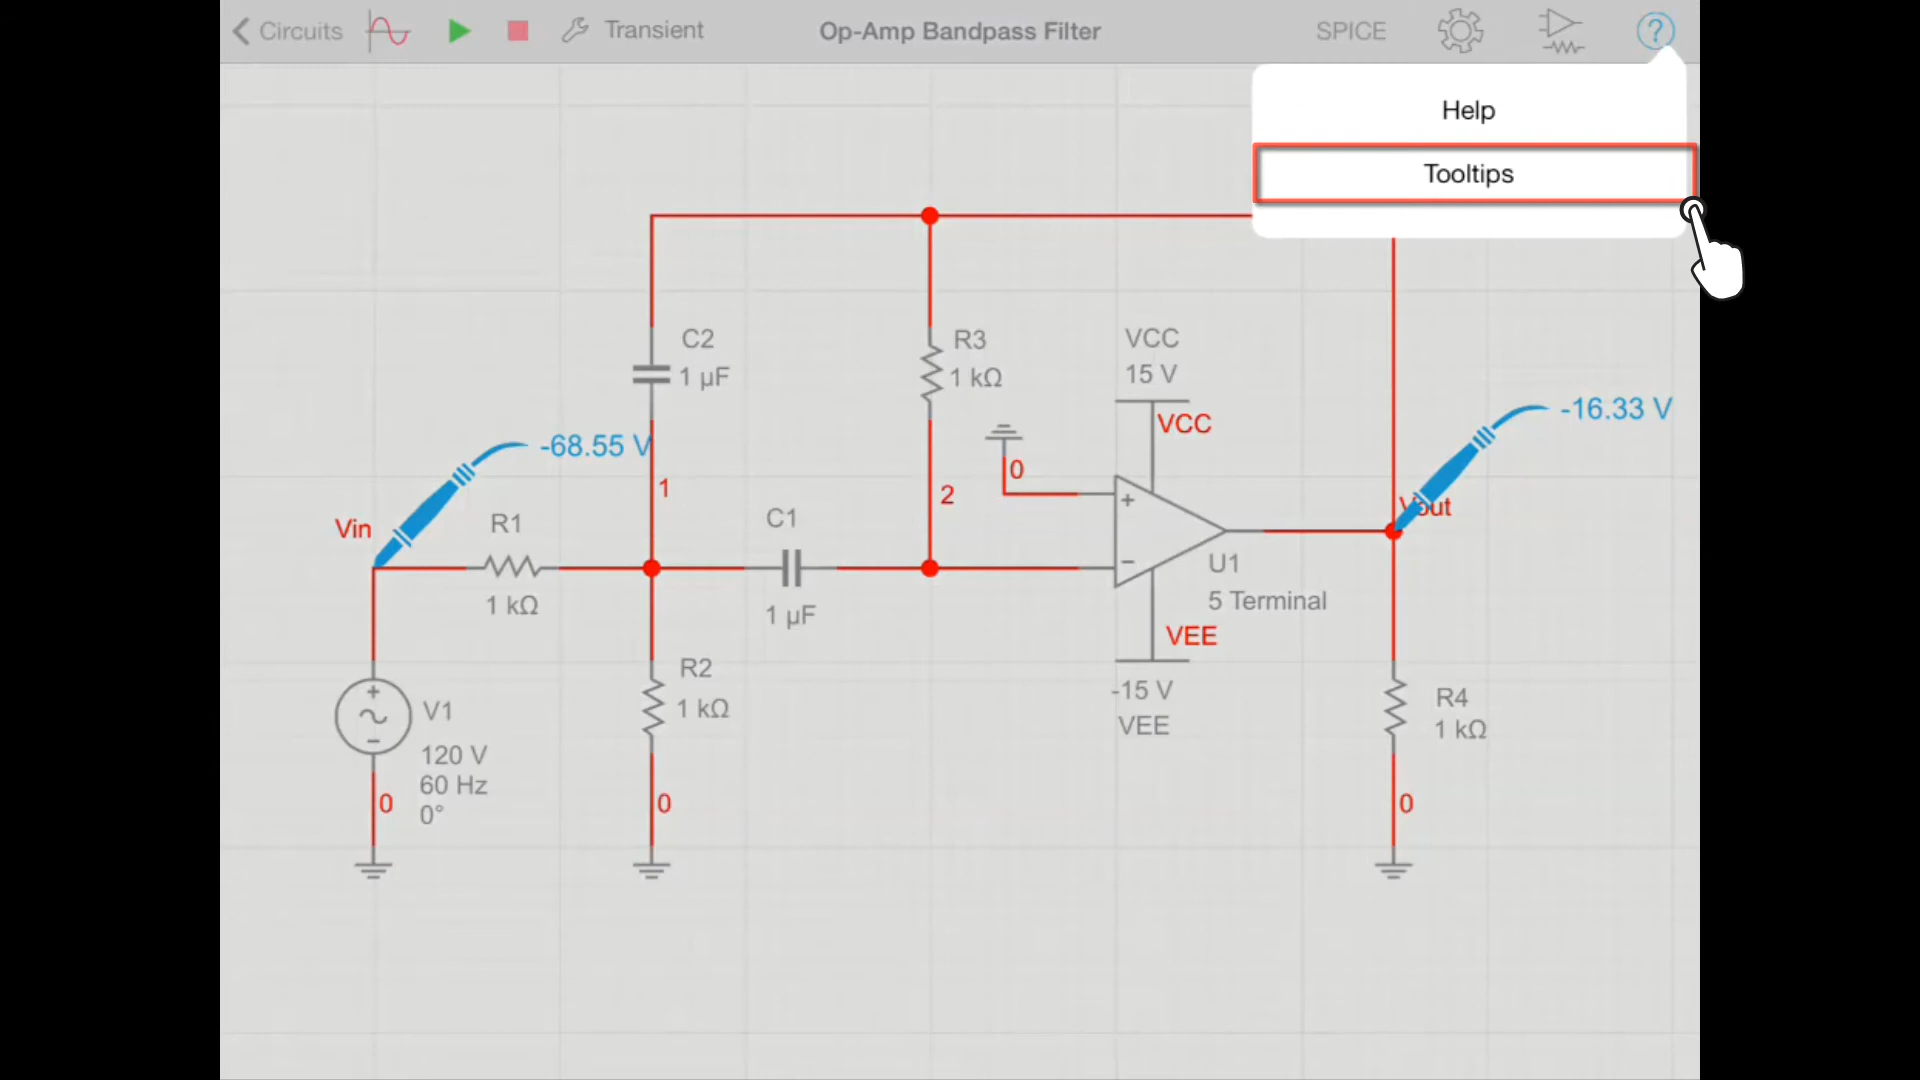 Circuits
Transient
Op-Amp Bandpass Filter
SPICE
?
Help
Tooltips
C2
1 µF
R3
1 kΩ
VCC
15 V
VCC
-16.33 V
-68.55 V
0
1
2
Vout
Vin
R1
1 kΩ
C1
1 µF
U1
5 Terminal
VEE
-15 V
VEE
R2
1 kΩ
R4
1 kΩ
V1
120 V
60 Hz
0°
0
0
0